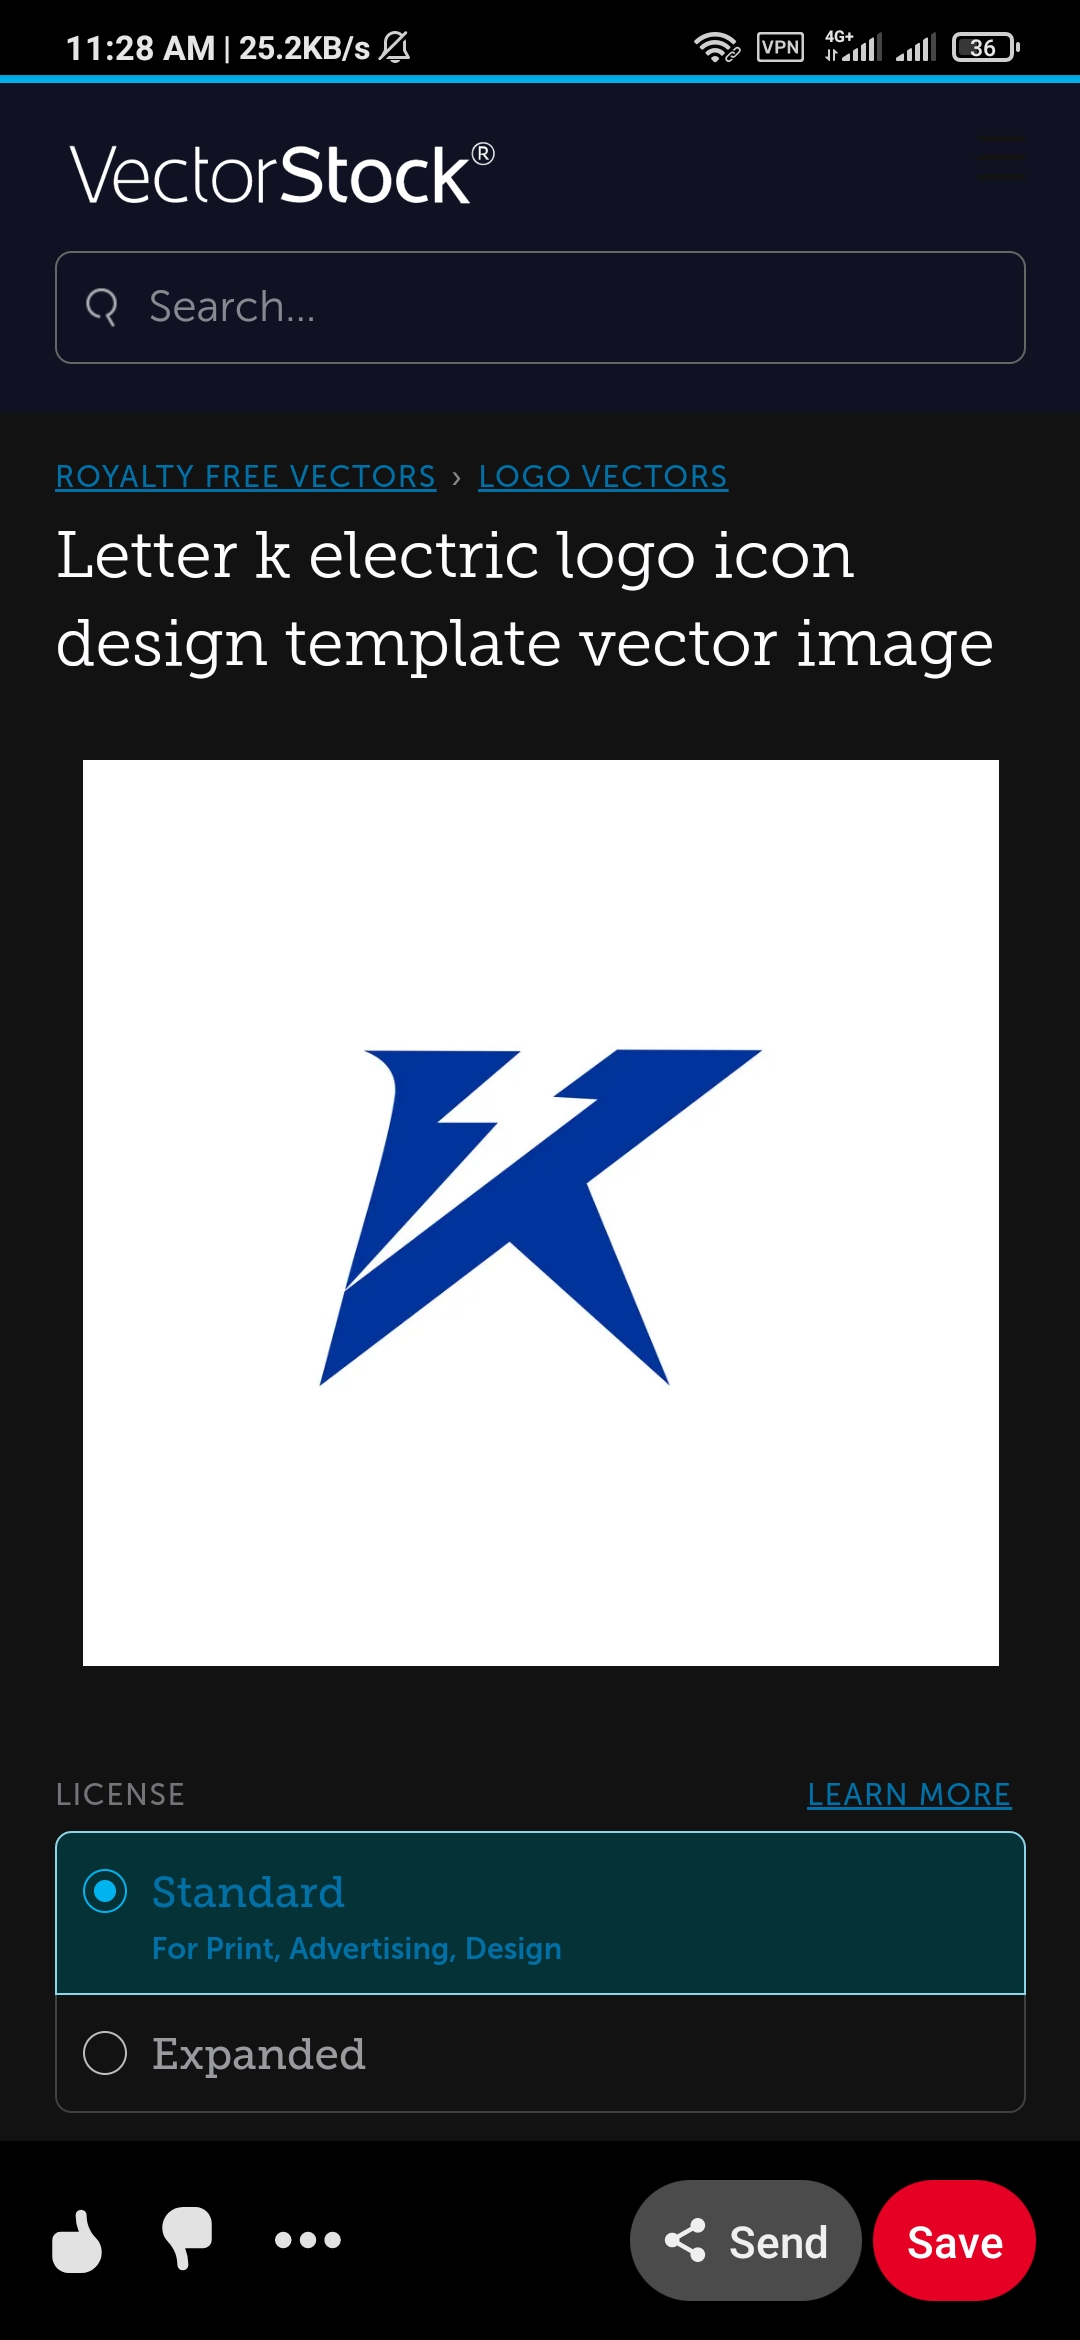 11:28 AM | 25.2KB/s VPN 4G+ 36
VectorStock®
Search...
ROYALTY FREE VECTORS › LOGO VECTORS
Letter k electric logo icon
design template vector image
K
LICENSE LEARN MORE
Standard
For Print, Advertising, Design
Expanded
Send Save